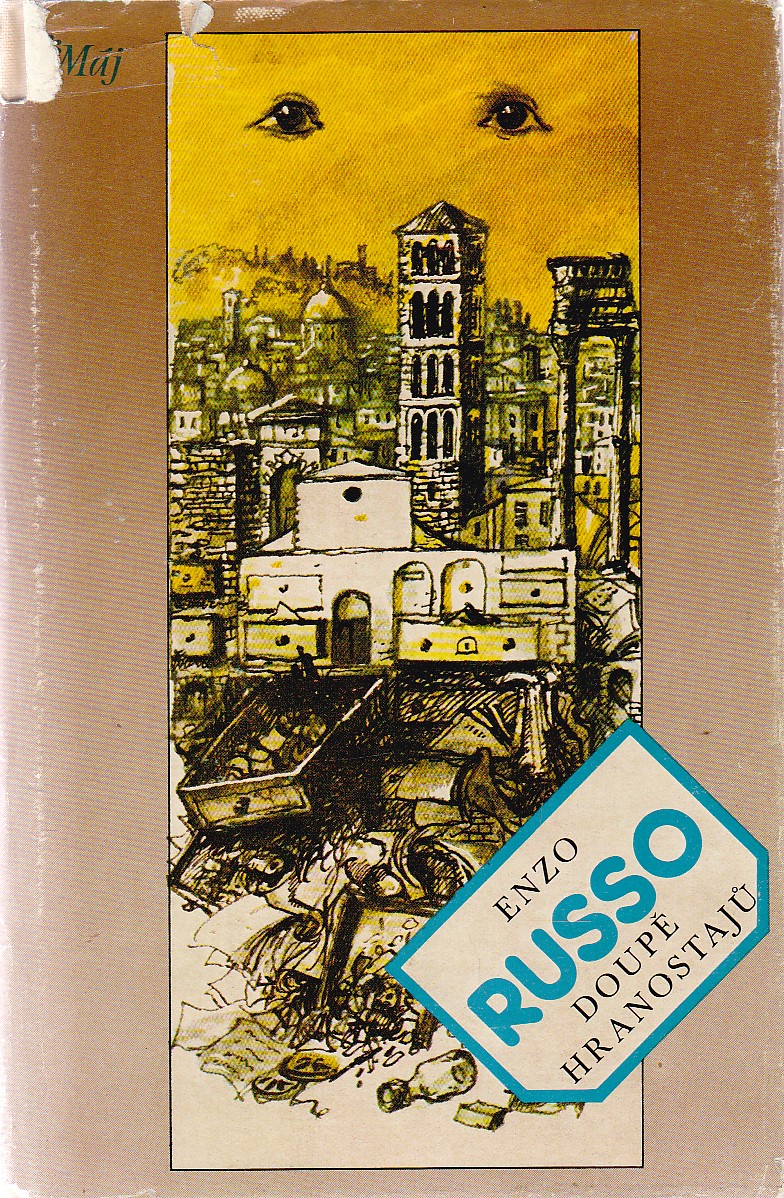 Máj
ENZO
RUSSO
DOUPĚ
HRANOSTAJŮ